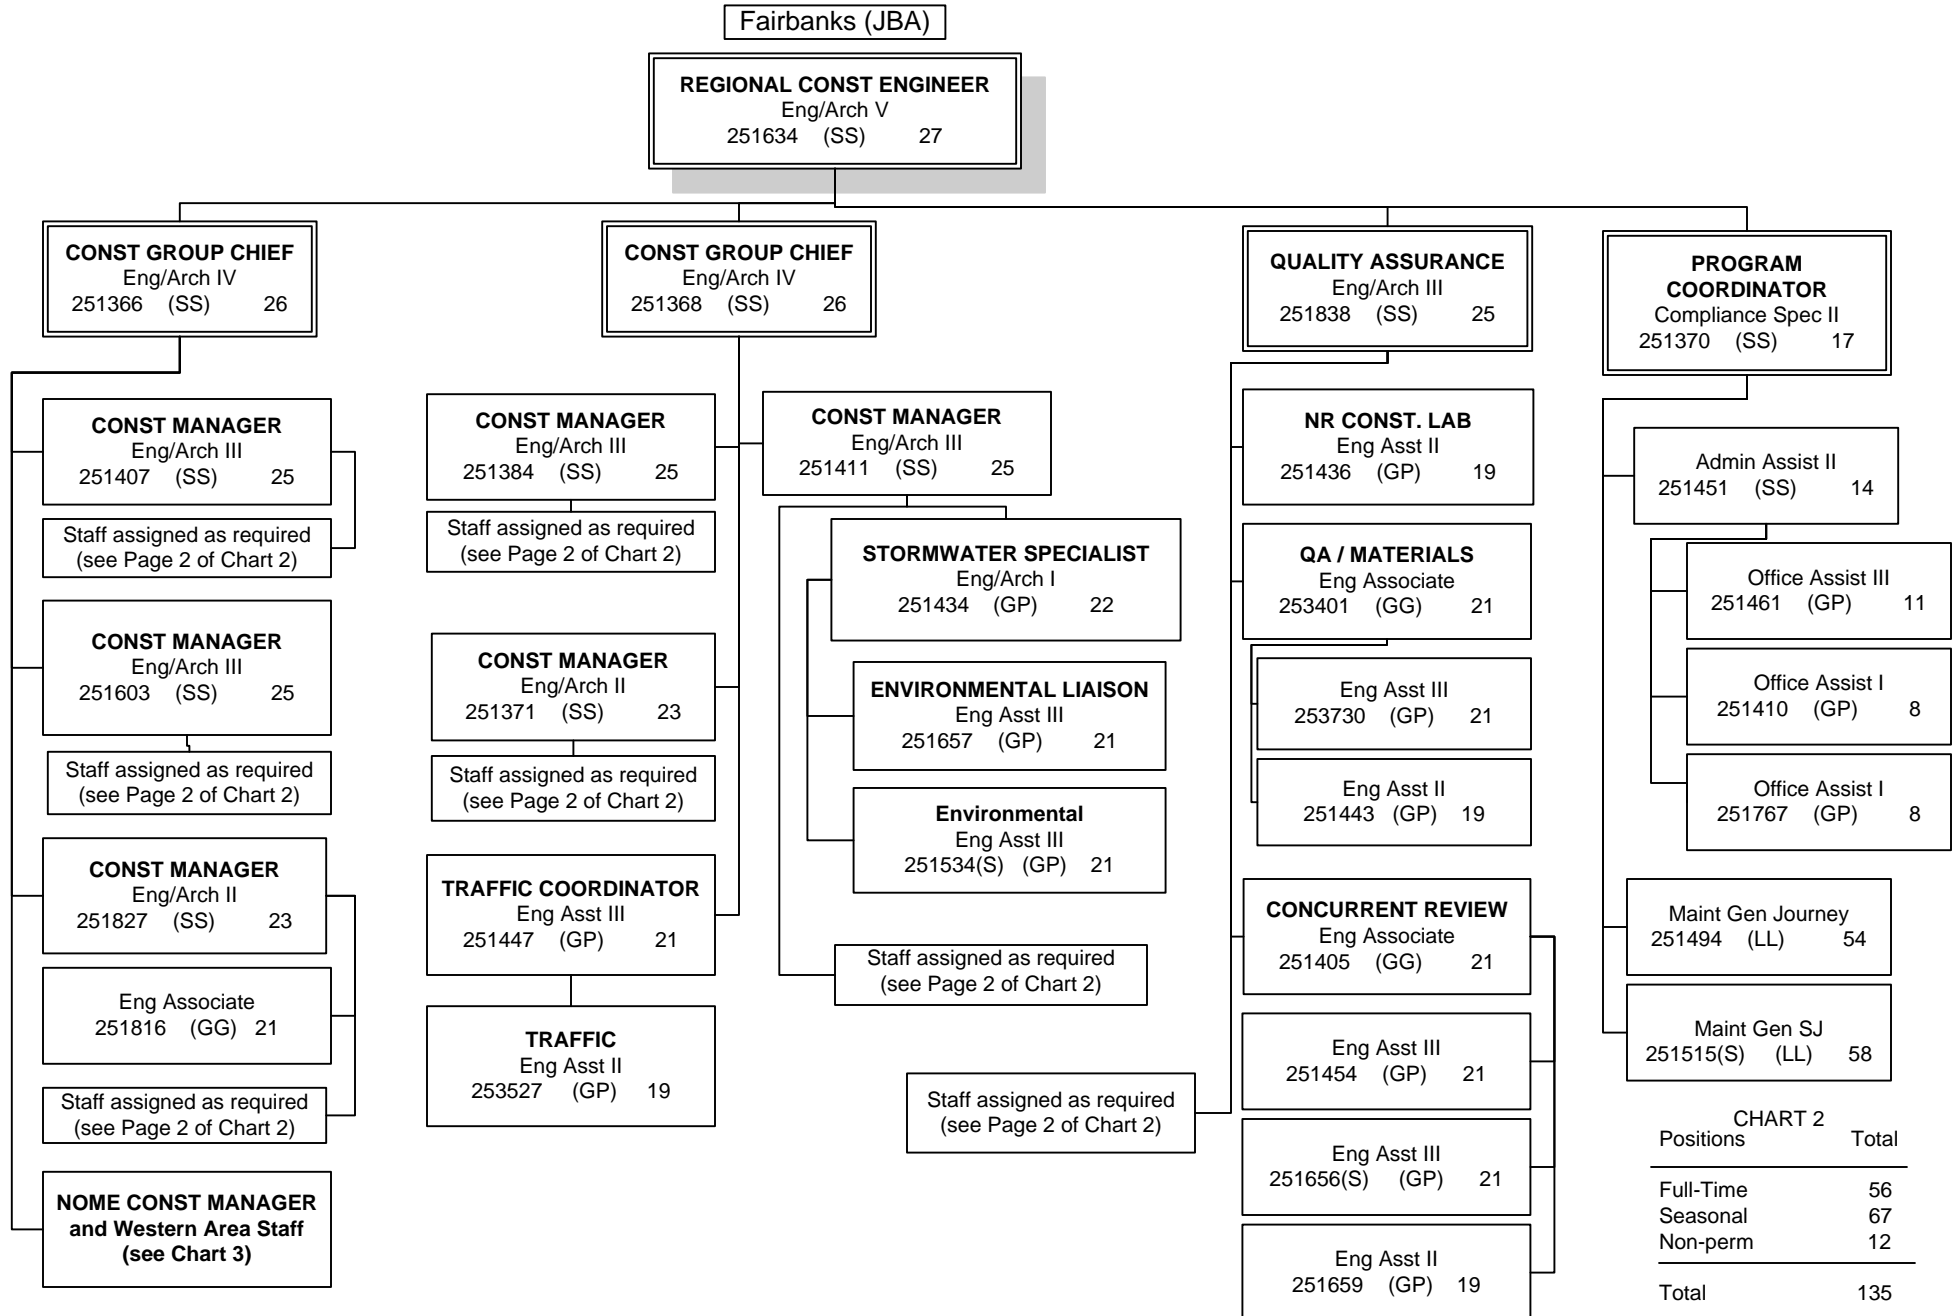 Fairbanks (JBA)
REGIONAL CONST ENGINEER
Eng/Arch V
251634 (SS) 27
CONST GROUP CHIEF
Eng/Arch IV
251366 (SS) 26
CONST MANAGER
Eng/Arch III
251407 (SS) 25
Staff assigned as required
(see Page 2 of Chart 2)
CONST MANAGER
Eng/Arch III
251603 (SS) 25
Staff assigned as required
(see Page 2 of Chart 2)
CONST MANAGER
Eng/Arch II
251827 (SS) 23
Eng Associate
251816 (GG) 21
Staff assigned as required
(see Page 2 of Chart 2)
NOME CONST MANAGER
and Western Area Staff
(see Chart 3)
CONST GROUP CHIEF
Eng/Arch IV
251368 (SS) 26
CONST MANAGER
Eng/Arch III
251384 (SS) 25
Staff assigned as required
(see Page 2 of Chart 2)
CONST MANAGER
Eng/Arch II
251371 (SS) 23
Staff assigned as required
(see Page 2 of Chart 2)
TRAFFIC COORDINATOR
Eng Asst III
251447 (GP) 21
TRAFFIC
Eng Asst II
253527 (GP) 19
CONST MANAGER
Eng/Arch III
251411 (SS) 25
STORMWATER SPECIALIST
Eng/Arch I
251434 (GP) 22
ENVIRONMENTAL LIAISON
Eng Asst III
251657 (GP) 21
Environmental
Eng Asst III
251534(S) (GP) 21
Staff assigned as required
(see Page 2 of Chart 2)
QUALITY ASSURANCE
Eng/Arch III
251838 (SS) 25
NR CONST. LAB
Eng Asst II
251436 (GP) 19
QA / MATERIALS
Eng Associate
253401 (GG) 21
Eng Asst III
253730 (GP) 21
Eng Asst II
251443 (GP) 19
CONCURRENT REVIEW
Eng Associate
251405 (GG) 21
Eng Asst III
251454 (GP) 21
Eng Asst III
251656(S) (GP) 21
Eng Asst II
251659 (GP) 19
Staff assigned as required
(see Page 2 of Chart 2)
PROGRAM
COORDINATOR
Compliance Spec II
251370 (SS) 17
Admin Assist II
251451 (SS) 14
Office Assist III
251461 (GP) 11
Office Assist I
251410 (GP) 8
Office Assist I
251767 (GP) 8
Maint Gen Journey
251494 (LL) 54
Maint Gen SJ
251515(S) (LL) 58
CHART 2
Positions Total
Full-Time 56
Seasonal 67
Non-perm 12
Total 135